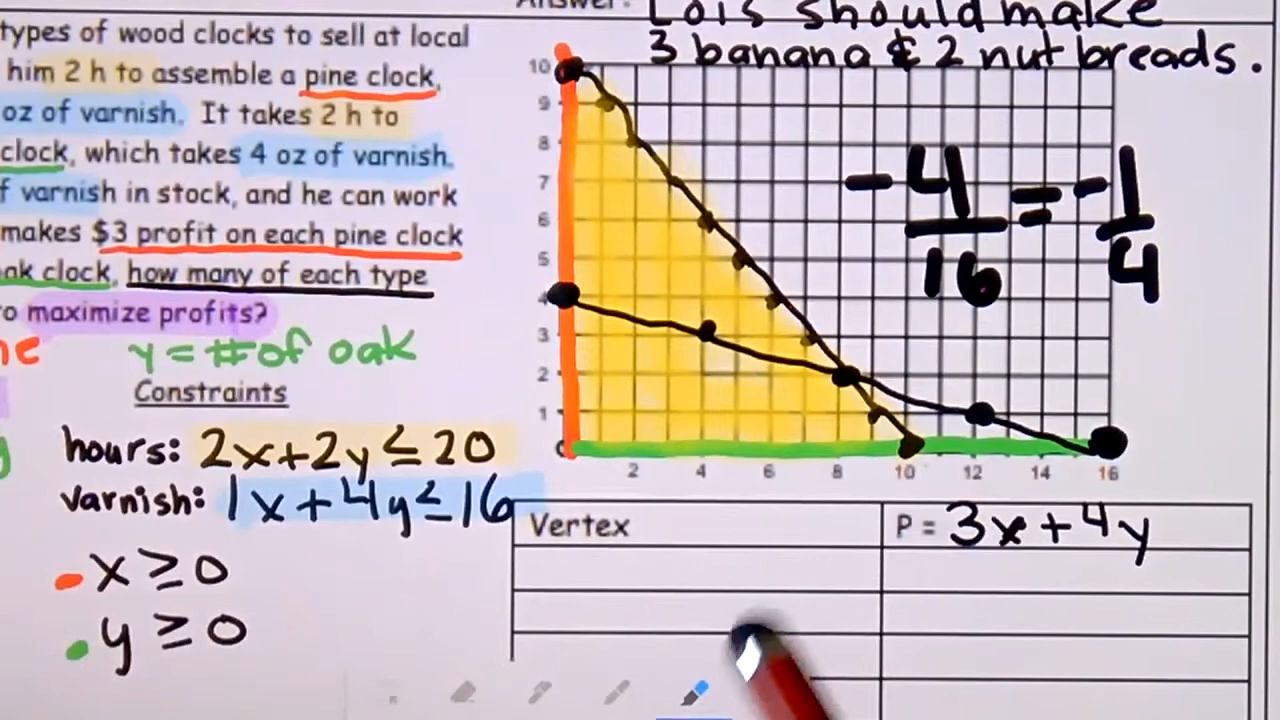 Answer:
Lois should make
3 banana & 2 nut breads.
types of wood clocks to sell at local
him 2 h to assemble a pine clock,
oz of varnish. It takes 2 h to
clock, which takes 4 oz of varnish.
f varnish in stock, and he can work
makes $3 profit on each pine clock
ak clock, how many of each type
o maximize profits?
ne y = # of oak
Constraints
hours: 2x+2y≤20
varnish: 1x+4y≤16
x≥0
y≥0
10
9
8
7
6
5
4
3
2
1
0
2 4 6 8 10 12 14 16
-4/16 = -1/4
Vertex P = 3x+4y